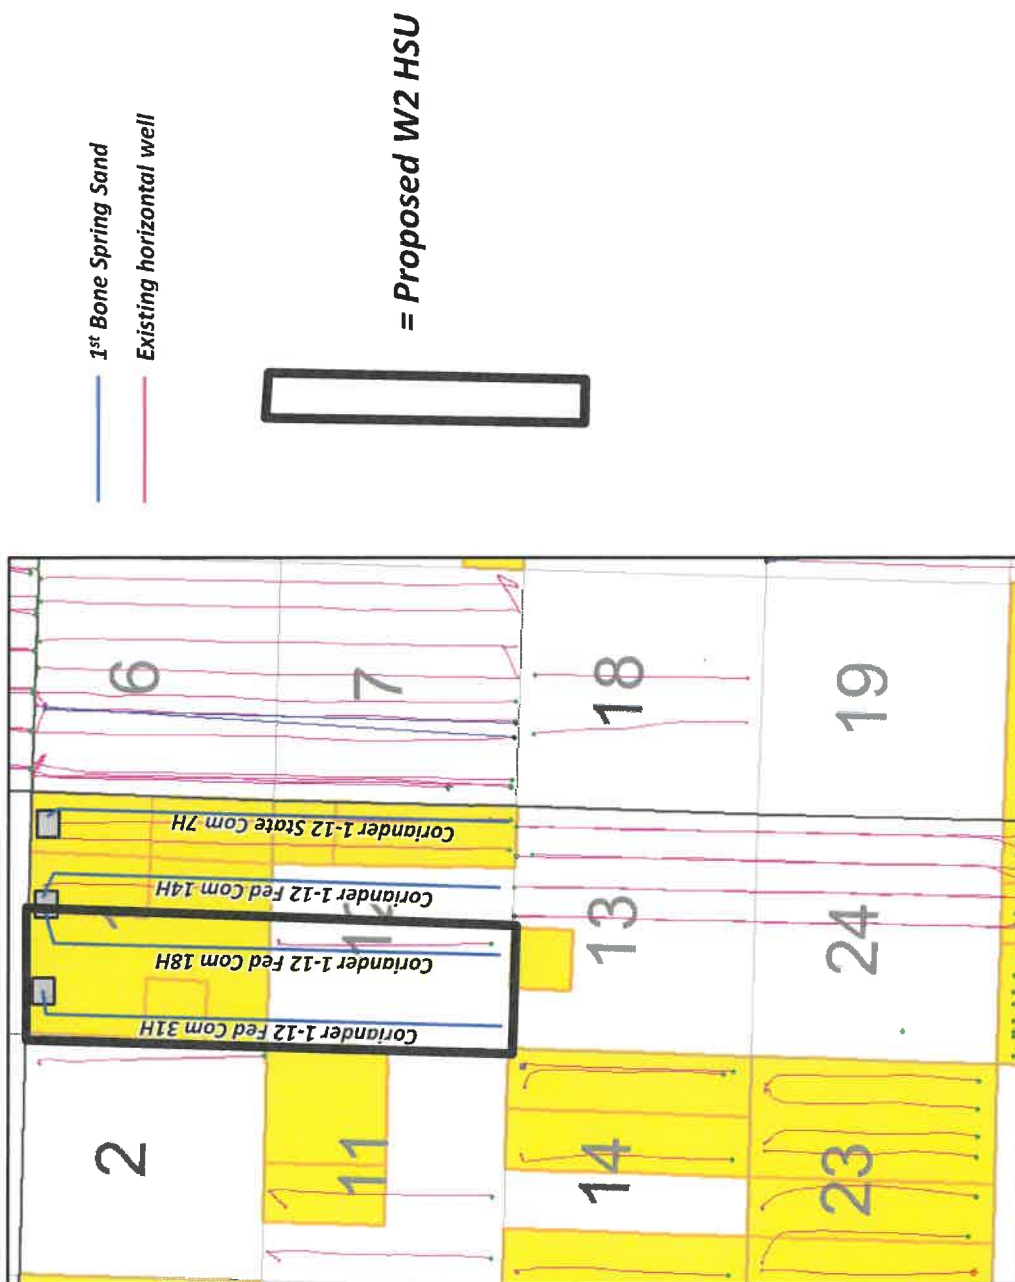 1st Bone Spring Sand
Existing horizontal well
= Proposed W2 HSU
2
6
11
12
7
14
13
18
23
24
19
Coriander 1-12 Fed Com 31H
Coriander 1-12 Fed Com 18H
Coriander 1-12 Fed Com 14H
Coriander 1-12 State Com 7H